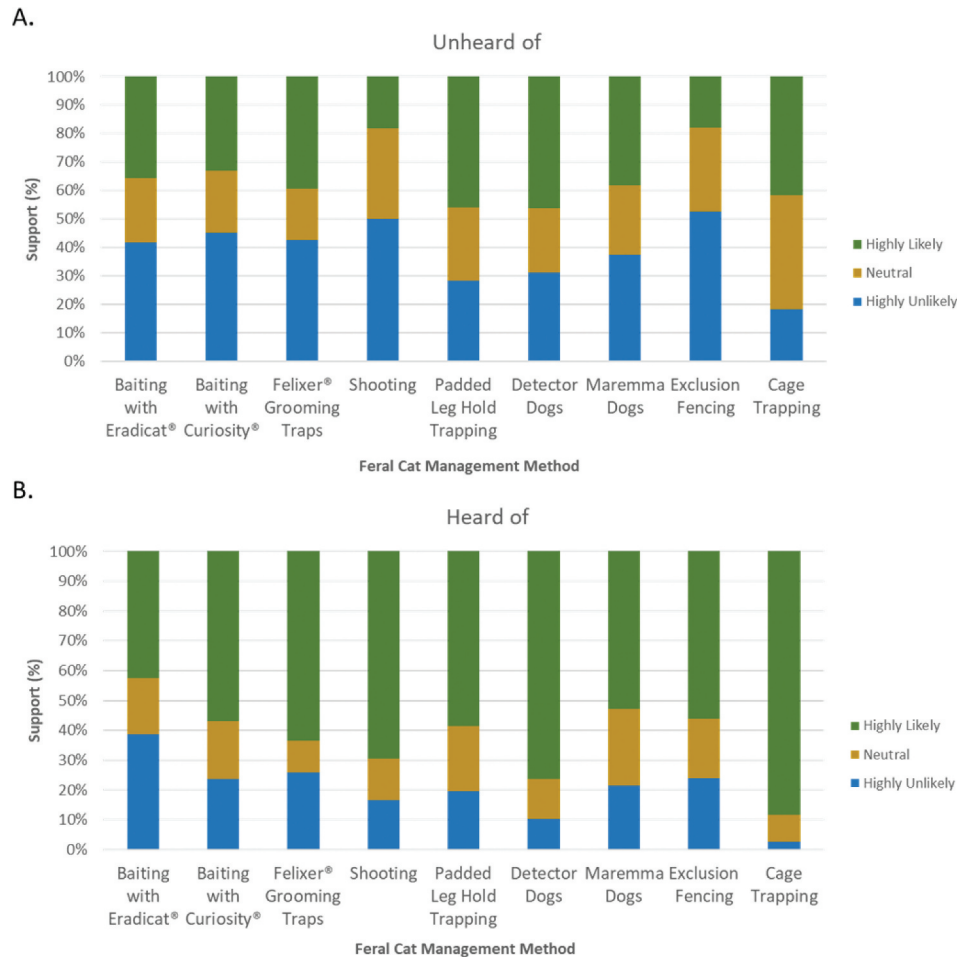 A.
Unheard of
100%
90%
80%
70%
60%
50%
40%
30%
20%
10%
0%
Support (%)
Highly Likely
Neutral
Highly Unlikely
Baiting
with
Eradicat®
Baiting
with
Curiosity®
Felixer®
Grooming
Traps
Shooting
Padded
Leg Hold
Trapping
Detector
Dogs
Maremma
Dogs
Exclusion
Fencing
Cage
Trapping
Feral Cat Management Method
B.
Heard of
100%
90%
80%
70%
60%
50%
40%
30%
20%
10%
0%
Support (%)
Highly Likely
Neutral
Highly Unlikely
Baiting
with
Eradicat®
Baiting
with
Curiosity®
Felixer®
Grooming
Traps
Shooting
Padded
Leg Hold
Trapping
Detector
Dogs
Maremma
Dogs
Exclusion
Fencing
Cage
Trapping
Feral Cat Management Method